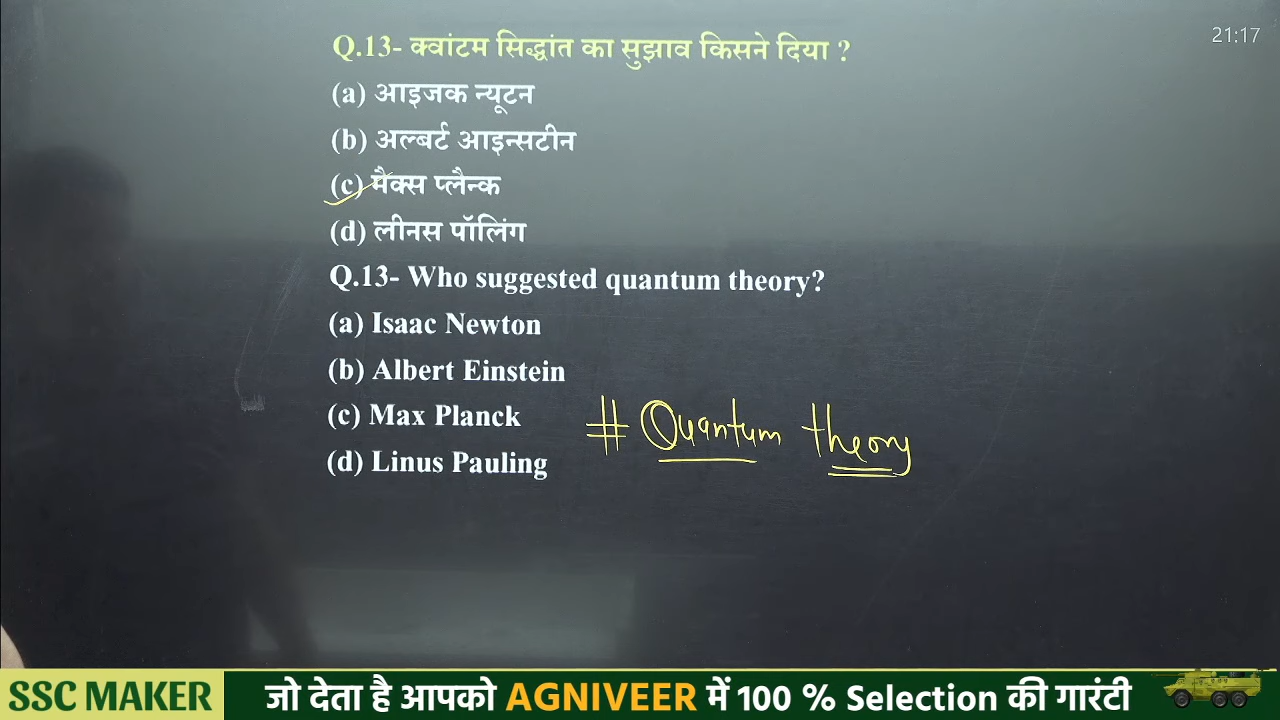 21:17
Q.13- क्वांटम सिद्धांत का सुझाव किसने दिया ?
(a) आइजक न्यूटन
(b) अल्बर्ट आइन्सटीन
(c) मैक्स प्लैन्क
(d) लीनस पॉलिंग
Q.13- Who suggested quantum theory?
(a) Isaac Newton
(b) Albert Einstein
(c) Max Planck
(d) Linus Pauling
# Quantum theory
SSC MAKER
जो देता है आपको AGNIVEER में 100 % Selection की गारंटी